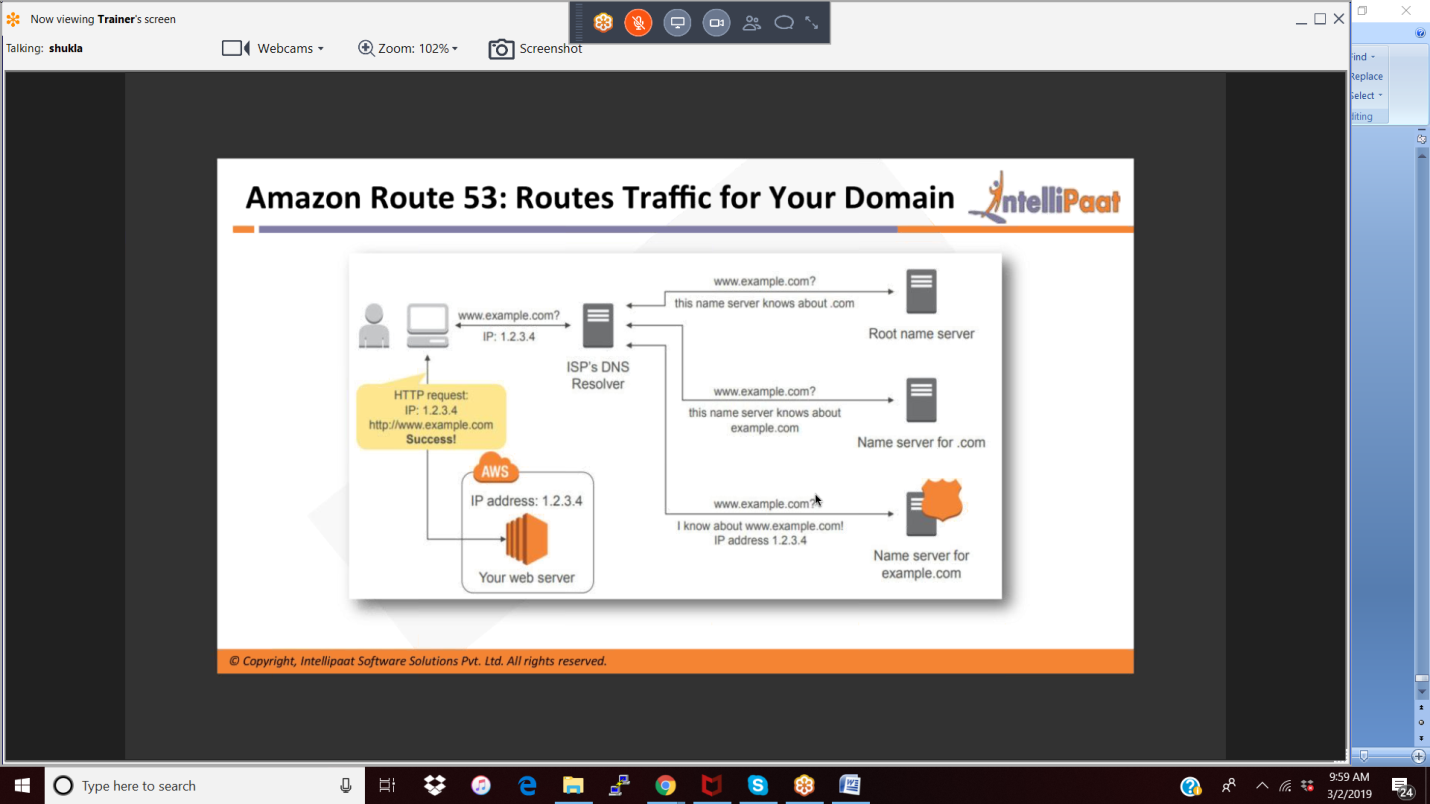 Now viewing Trainer's screen
Talking: shukla
Webcams
Zoom: 102%
Screenshot
ind
Replace
Select
liting
Amazon Route 53: Routes Traffic for Your Domain
IntelliPaat
www.example.com?
IP: 1.2.3.4
ISP's DNS
Resolver
www.example.com?
this name server knows about .com
Root name server
www.example.com?
this name server knows about
example.com
Name server for .com
www.example.com?
I know about www.example.com!
IP address 1.2.3.4
Name server for
example.com
HTTP request:
IP: 1.2.3.4
http://www.example.com
Success!
AWS
IP address: 1.2.3.4
Your web server
© Copyright, Intellipaat Software Solutions Pvt. Ltd. All rights reserved.
Type here to search
9:59 AM
3/2/2019
24